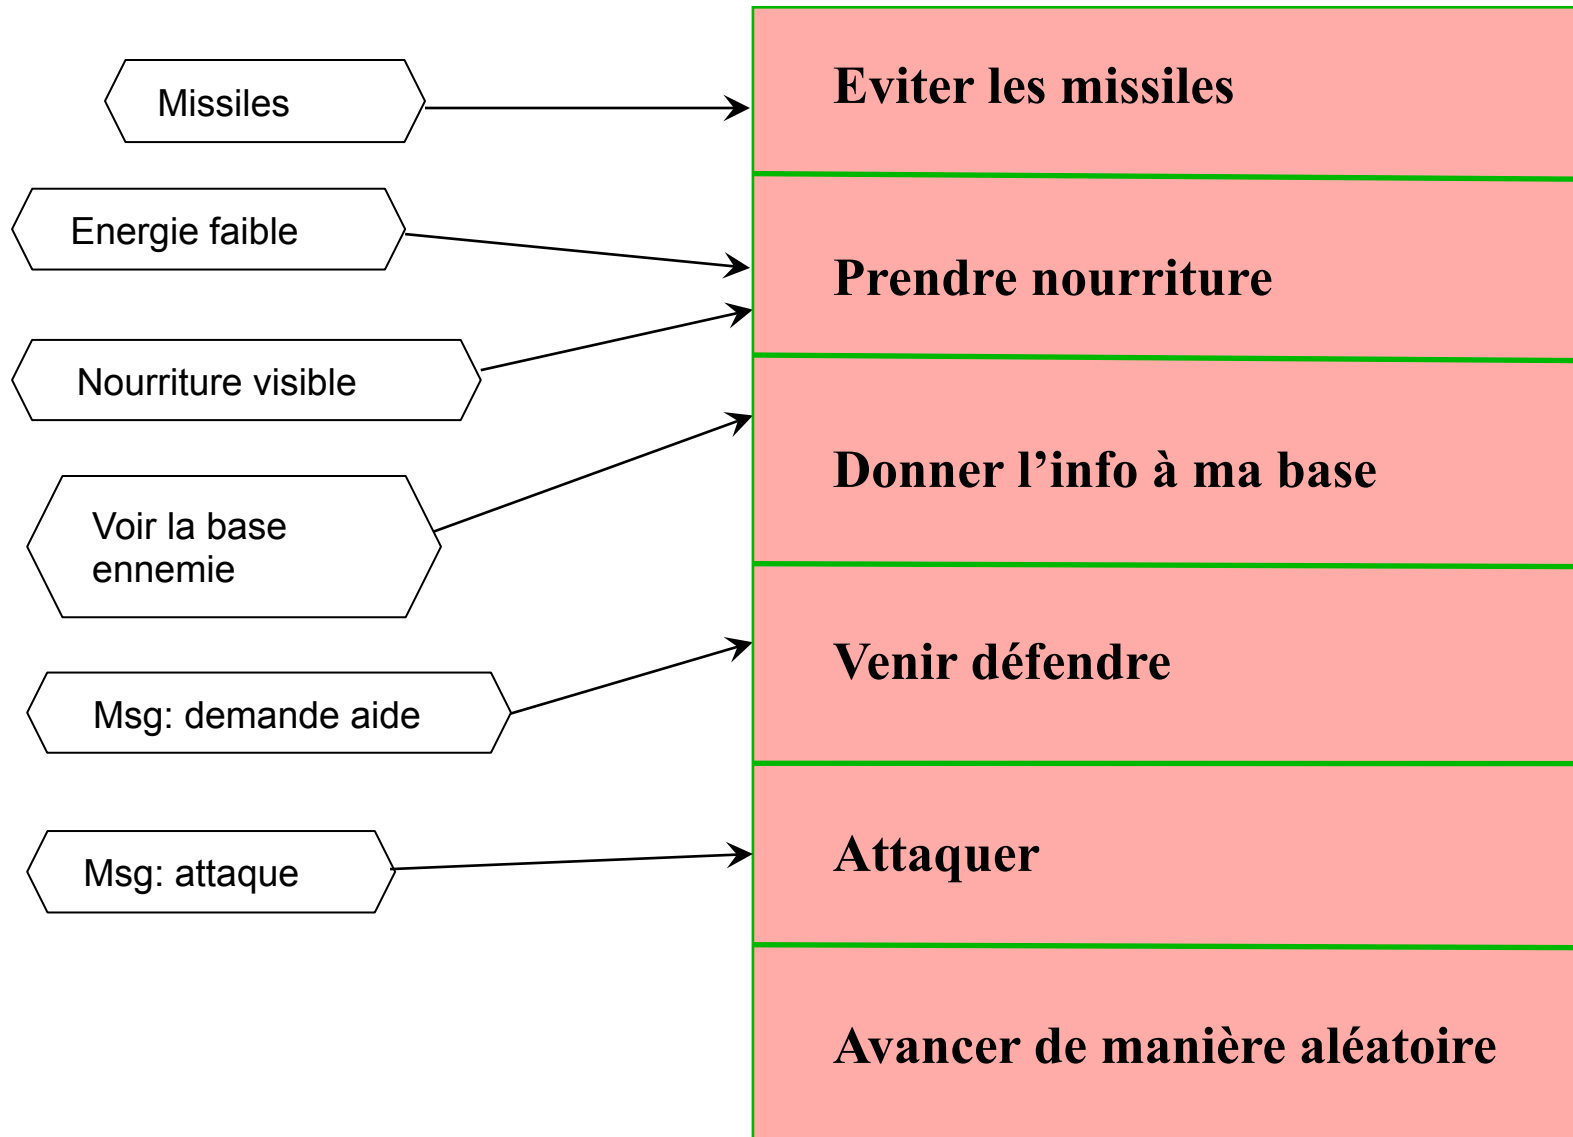 Missiles
Eviter les missiles
Energie faible
Prendre nourriture
Nourriture visible
Donner l’info à ma base
Voir la base
ennemie
Venir défendre
Msg: demande aide
Attaquer
Msg: attaque
Avancer de manière aléatoire